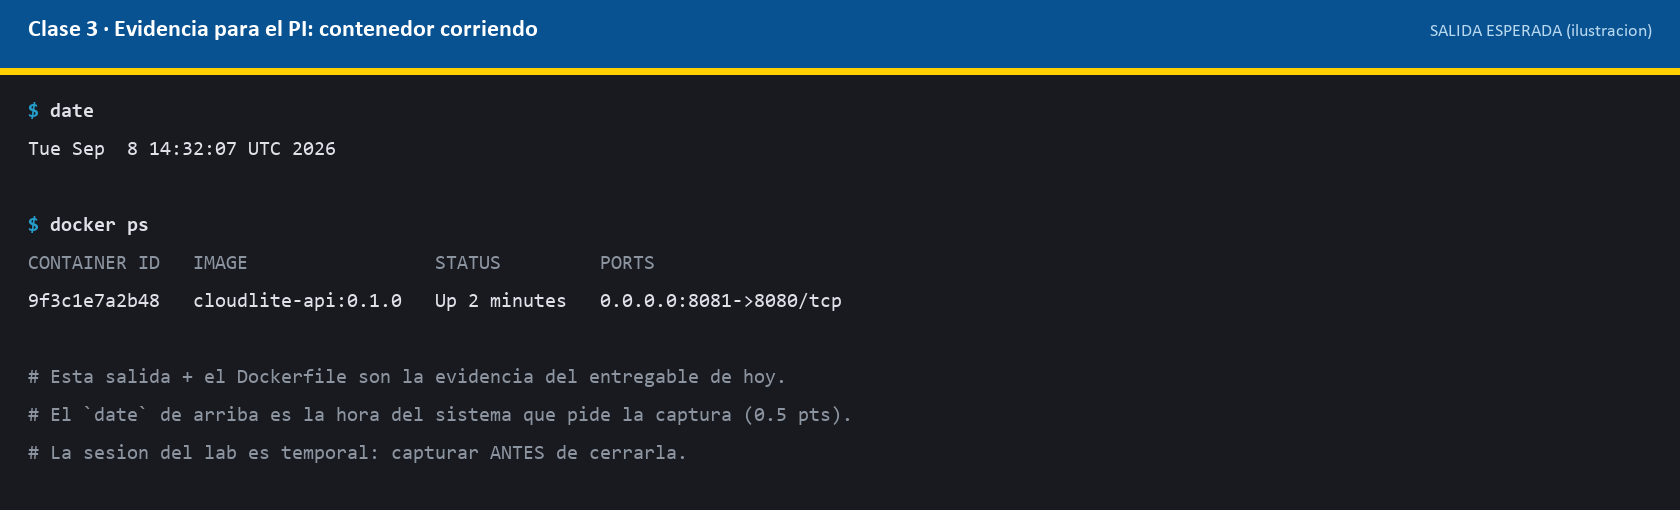 Clase 3 · Evidencia para el PI: contenedor corriendo
SALIDA ESPERADA (ilustracion)
$ date
Tue Sep  8 14:32:07 UTC 2026
$ docker ps
CONTAINER ID   IMAGE                 STATUS         PORTS
9f3c1e7a2b48   cloudlite-api:0.1.0   Up 2 minutes   0.0.0.0:8081->8080/tcp
# Esta salida + el Dockerfile son la evidencia del entregable de hoy.
# El `date` de arriba es la hora del sistema que pide la captura (0.5 pts).
# La sesion del lab es temporal: capturar ANTES de cerrarla.